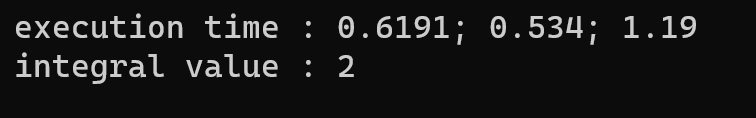 execution time : 0.6191; 0.534; 1.19
integral value : 2